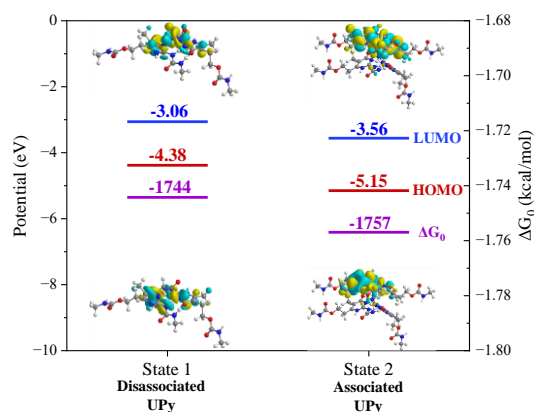 0
-2
-4
-6
-8
-10
Potential (eV)
-3.06
-4.38
-1744
-3.56
LUMO
-5.15
HOMO
-1757
ΔG₀
-1.68
-1.70
-1.72
-1.74
-1.76
-1.78
-1.80
ΔG₀ (kcal/mol)
State 1
Disassociated
UPy
State 2
Associated
UPy